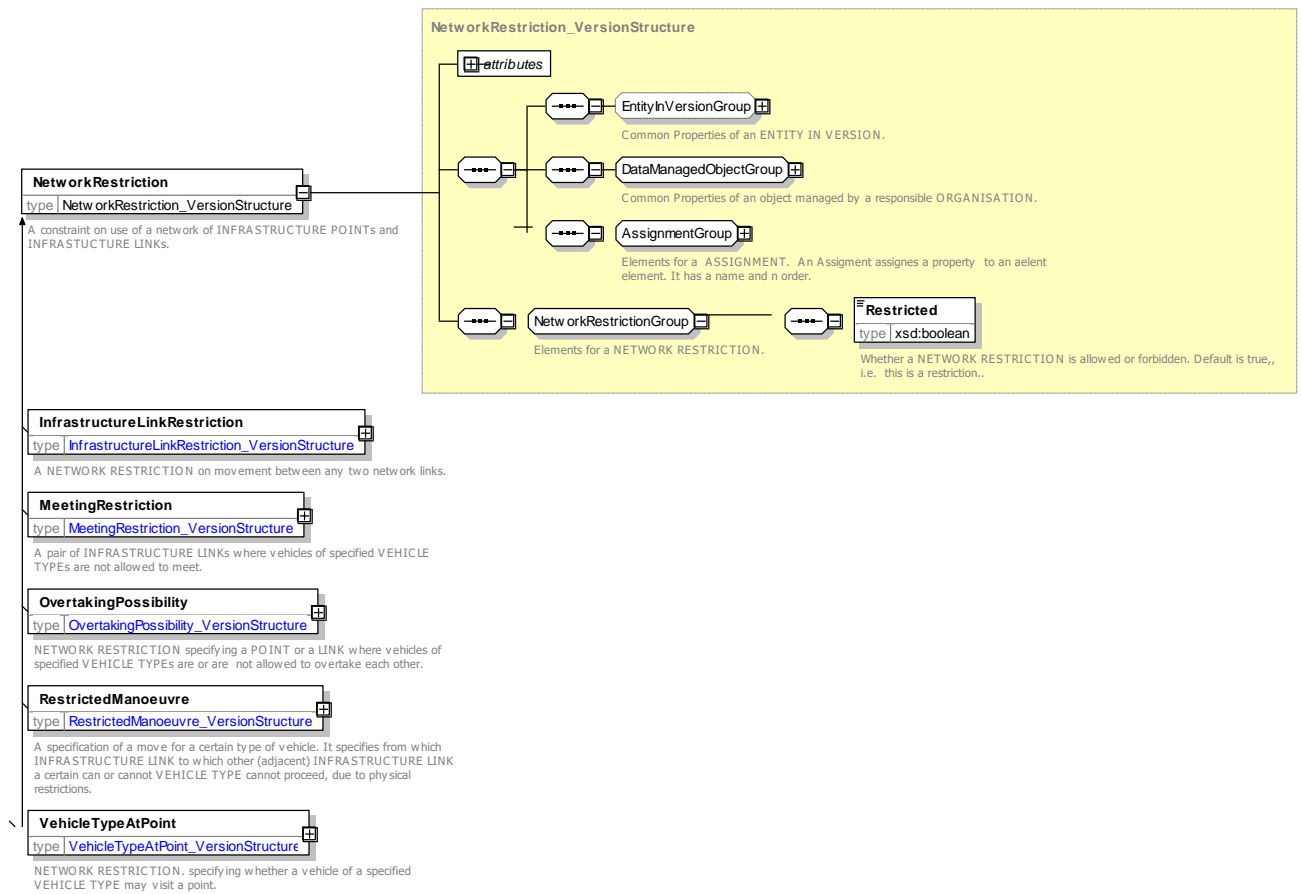 NetworkRestriction_VersionStructure
attributes
EntityInVersionGroup
Common Properties of an ENTITY IN VERSION.
DataManagedObjectGroup
Common Properties of an object managed by a responsible ORGANISATION.
AssignmentGroup
Elements for a ASSIGNMENT. An Assigment assignes a property to an aelent
element. It has a name and n order.
NetworkRestrictionGroup
Elements for a NETWORK RESTRICTION.
Restricted
type xsd:boolean
Whether a NETWORK RESTRICTION is allowed or forbidden. Default is true,,
i.e. this is a restriction..
NetworkRestriction
type NetworkRestriction_VersionStructure
A constraint on use of a network of INFRASTRUCTURE POINTs and
INFRASTUCTURE LINKs.
InfrastructureLinkRestriction
type InfrastructureLinkRestriction_VersionStructure
A NETWORK RESTRICTION on movement between any two network links.
MeetingRestriction
type MeetingRestriction_VersionStructure
A pair of INFRASTRUCTURE LINKs where vehicles of specified VEHICLE
TYPEs are not allowed to meet.
OvertakingPossibility
type OvertakingPossibility_VersionStructure
NETWORK RESTRICTION specifying a POINT or a LINK where vehicles of
specified VEHICLE TYPEs are or are not allowed to overtake each other.
RestrictedManoeuvre
type RestrictedManoeuvre_VersionStructure
A specification of a move for a certain type of vehicle. It specifies from which
INFRASTRUCTURE LINK to which other (adjacent) INFRASTRUCTURE LINK
a certain can or cannot VEHICLE TYPE cannot proceed, due to physical
restrictions.
VehicleTypeAtPoint
type VehicleTypeAtPoint_VersionStructure
NETWORK RESTRICTION. specifying whether a vehicle of a specified
VEHICLE TYPE may visit a point.